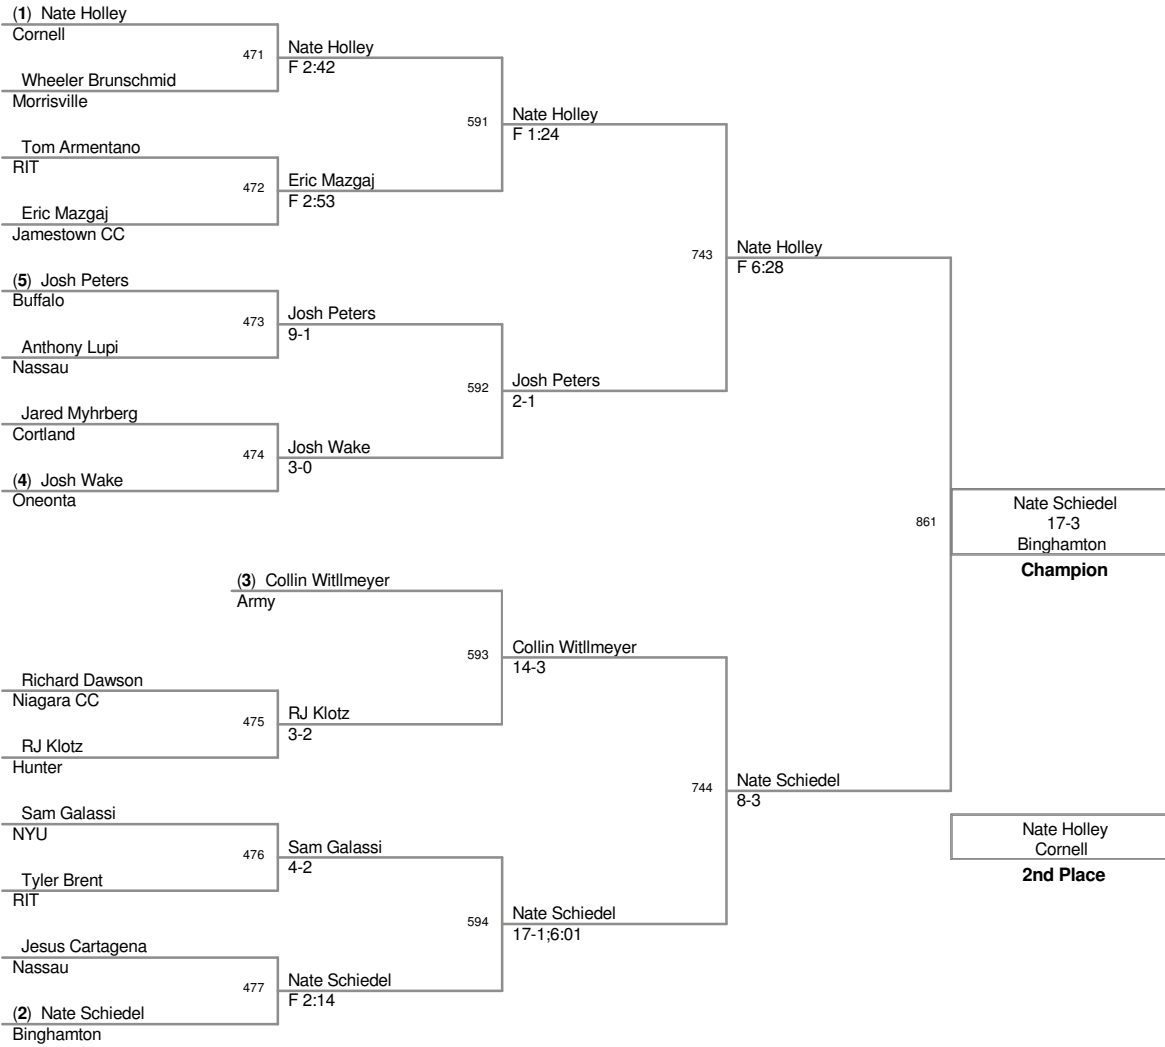 (1) Nate Holley
Cornell
471
Nate Holley
F 2:42
Wheeler Brunschmid
Morrisville
591
Nate Holley
F 1:24
Tom Armentano
RIT
472
Eric Mazgaj
F 2:53
Eric Mazgaj
Jamestown CC
743
Nate Holley
F 6:28
(5) Josh Peters
Buffalo
473
Josh Peters
9-1
Anthony Lupi
Nassau
592
Josh Peters
2-1
Jared Myhrberg
Cortland
474
Josh Wake
3-0
(4) Josh Wake
Oneonta
861
Nate Schiedel
17-3
Binghamton
Champion
(3) Collin Witllmeyer
Army
593
Collin Witllmeyer
14-3
Richard Dawson
Niagara CC
475
RJ Klotz
3-2
RJ Klotz
Hunter
744
Nate Schiedel
8-3
Sam Galassi
NYU
476
Sam Galassi
4-2
Tyler Brent
RIT
594
Nate Schiedel
17-1;6:01
Jesus Cartagena
Nassau
477
Nate Schiedel
F 2:14
(2) Nate Schiedel
Binghamton
Nate Holley
Cornell
2nd Place